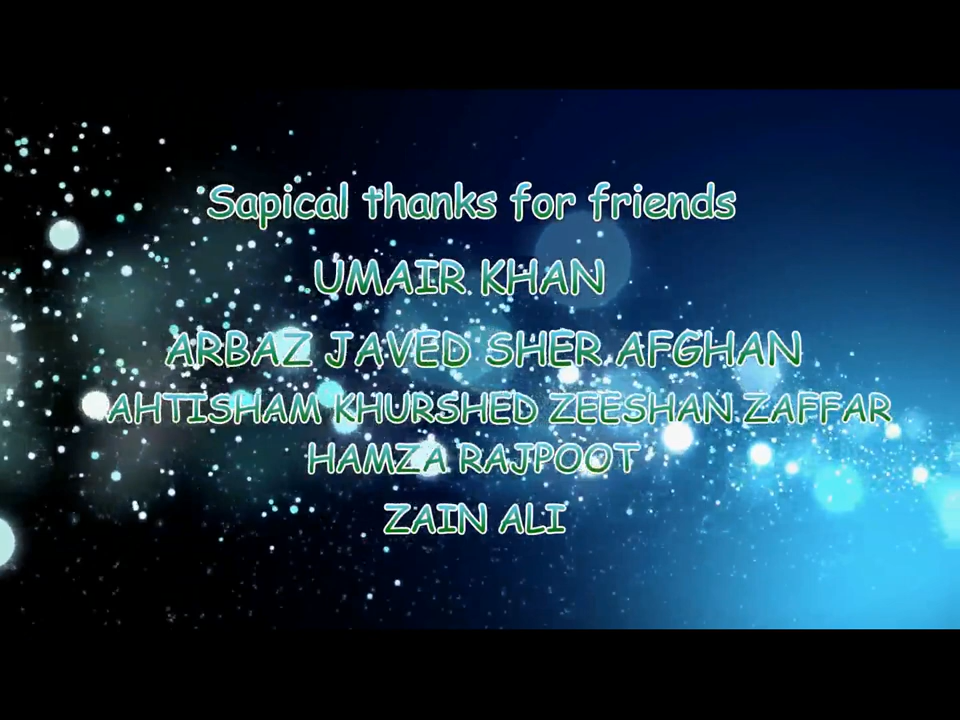 Sapical thanks for friends
UMAIR KHAN
ARBAZ JAVED SHER AFGHAN
AHTISHAM KHURSHED ZEESHAN ZAFFAR
HAMZA RAJPOOT
ZAIN ALI